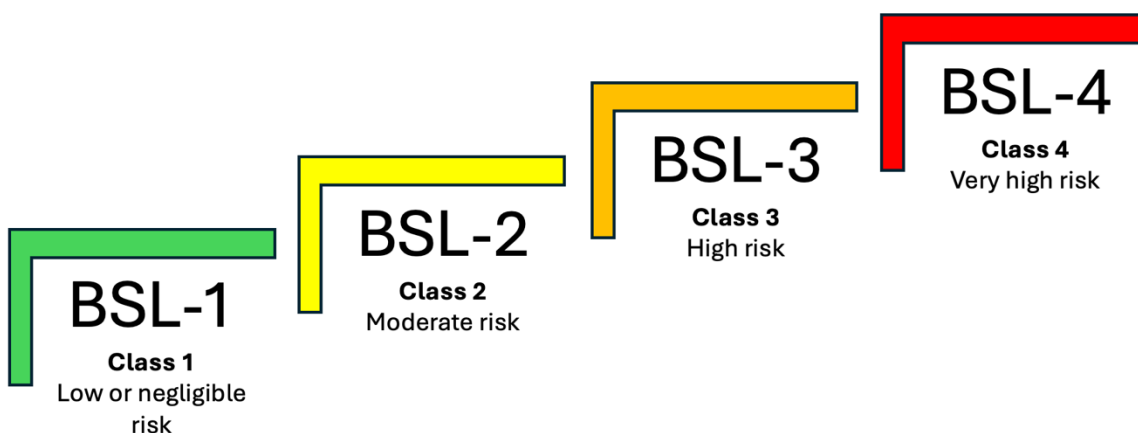 BSL-1
Class 1
Low or negligible
risk
BSL-2
Class 2
Moderate risk
BSL-3
Class 3
High risk
BSL-4
Class 4
Very high risk